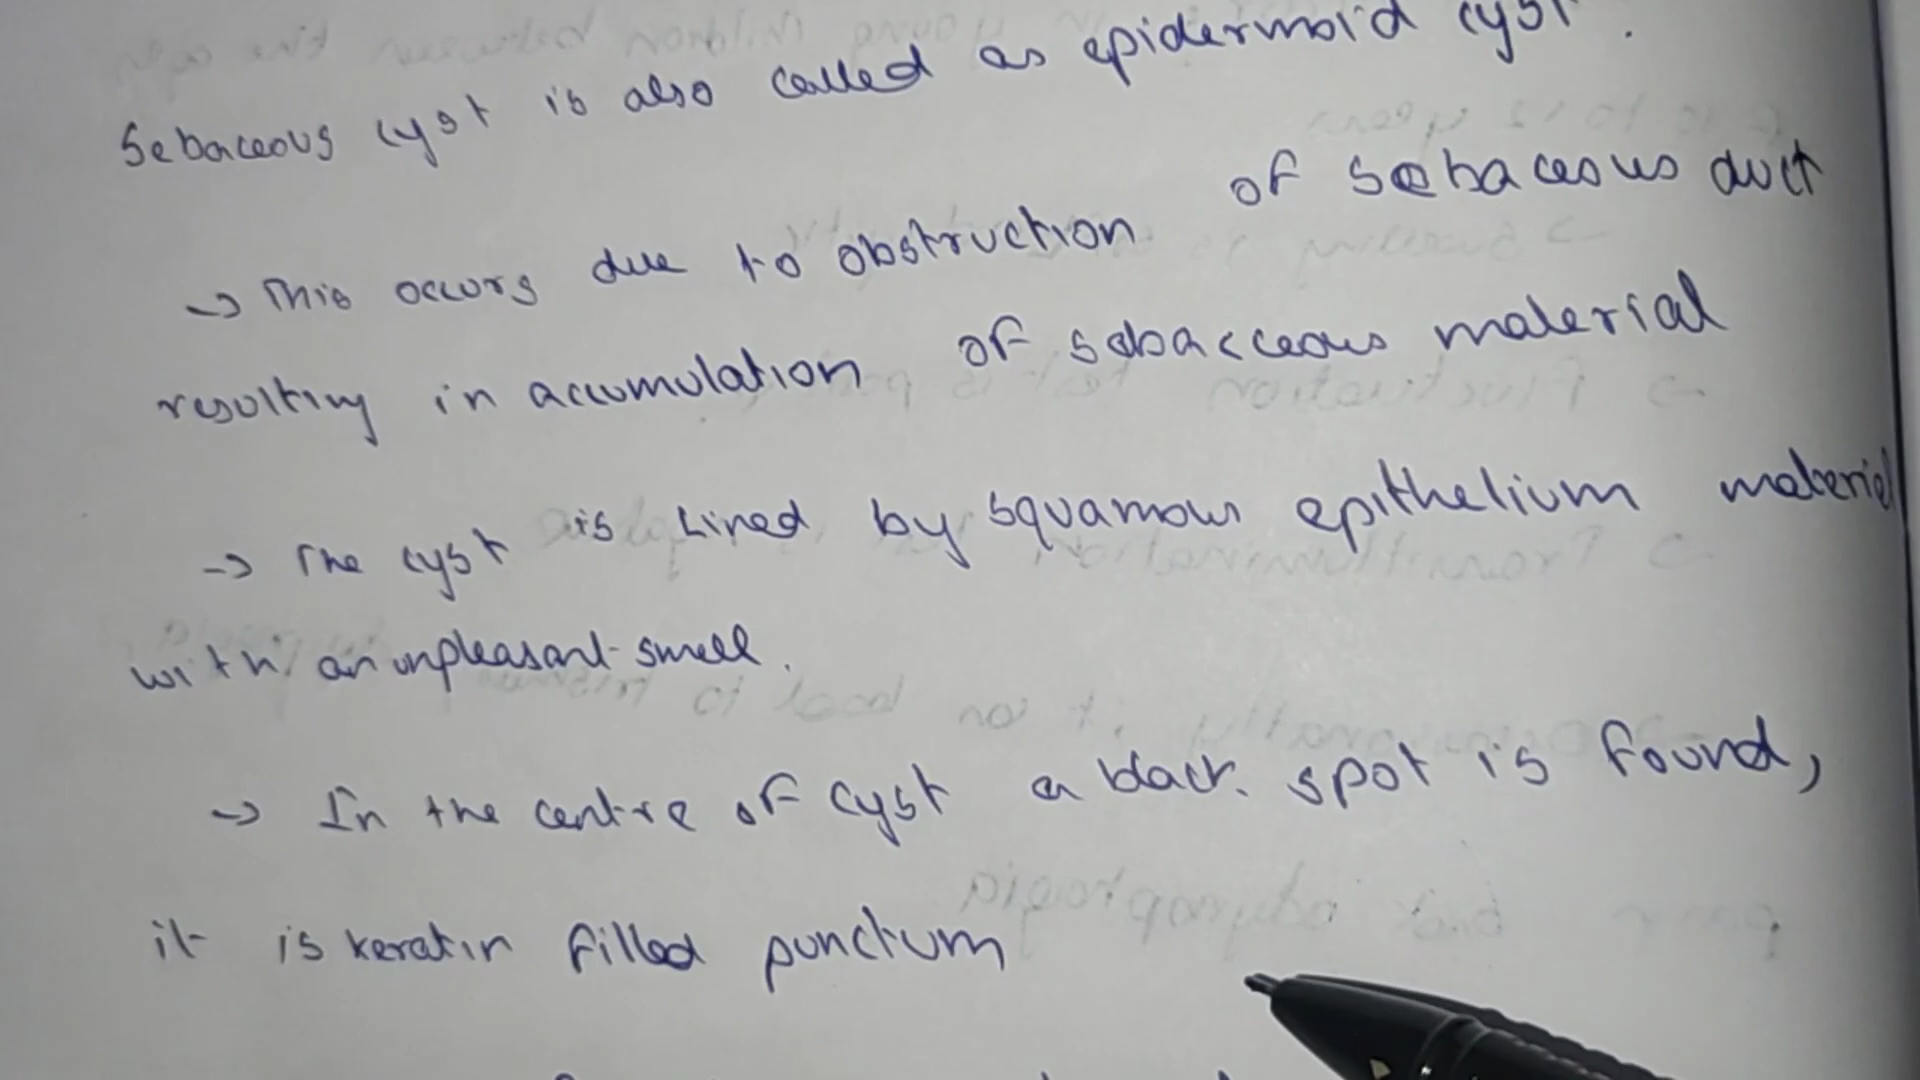 Sebaceous cyst is also called as epidermoid cyst.
→ This occurs due to obstruction of sebaceous duct
resulting in accumulation of sebacceous material
→ The cyst is Lined by squamous epithelium material
with an unpleasant smell.
→ In the centre of cyst a black spot is found,
it is keratin filled punctum